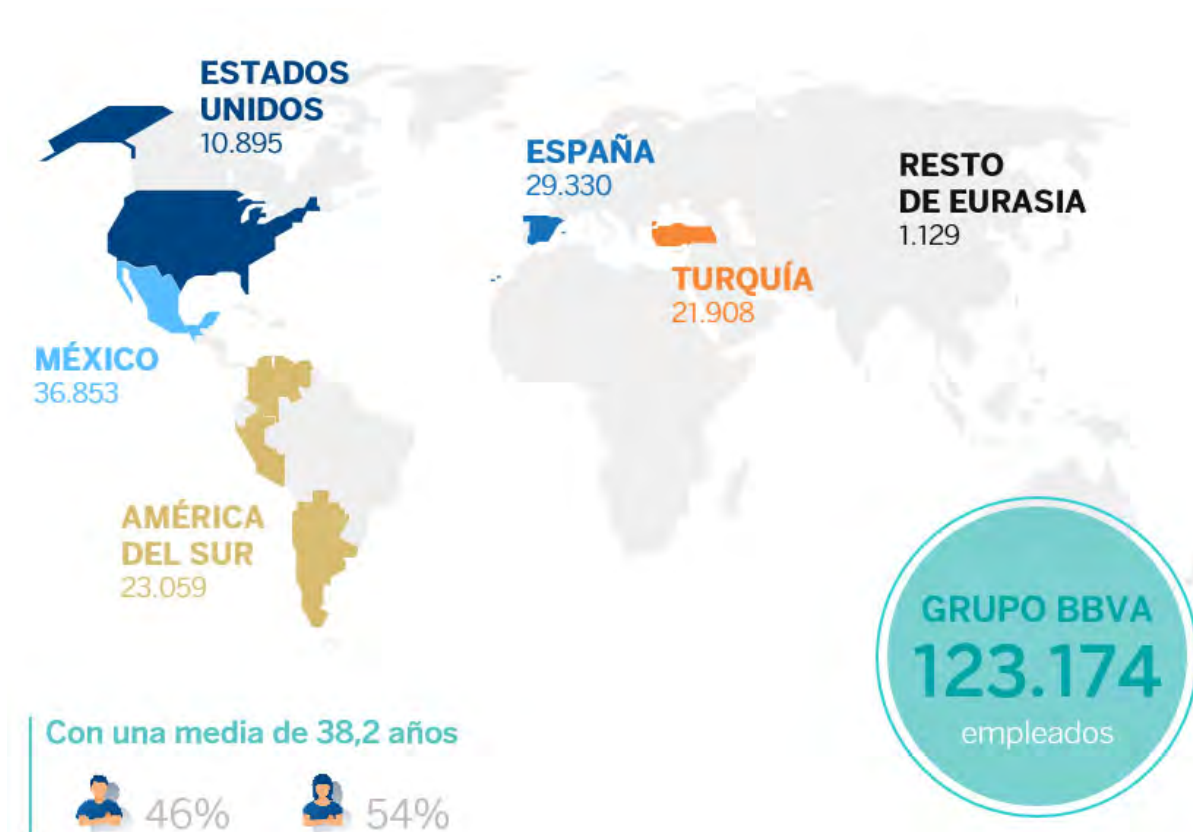 ESTADOS
UNIDOS
10.895
ESPAÑA
29.330
RESTO
DE EURASIA
1.129
TURQUÍA
21.908
MÉXICO
36.853
AMÉRICA
DEL SUR
23.059
GRUPO BBVA
123.174
empleados
Con una media de 38,2 años
46%
54%